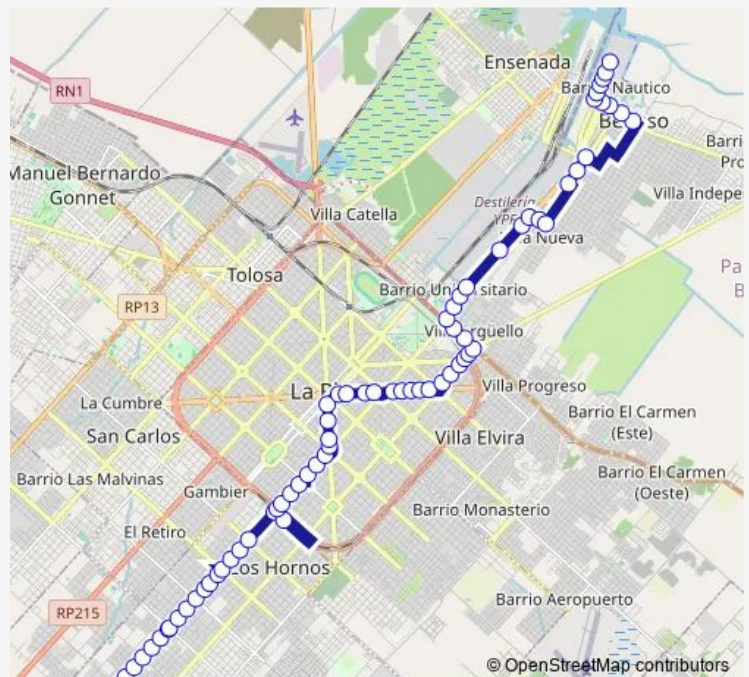 Ensenada
RN1
Manuel Bernardo
Gonnet
Villa Catella
Destilería
YPF
Nueva
Tolosa
Barrio Universitario
RP13
La Cumbre
San Carlos
Villa Progreso
Barrio El Carmen
(Este)
Villa Elvira
Barrio El Carmen
(Oeste)
Barrio Las Malvinas
Gambier
Barrio Monasterio
El Retiro
Los Hornos
Barrio Aeropuerto
RP215
© OpenStreetMap contributors